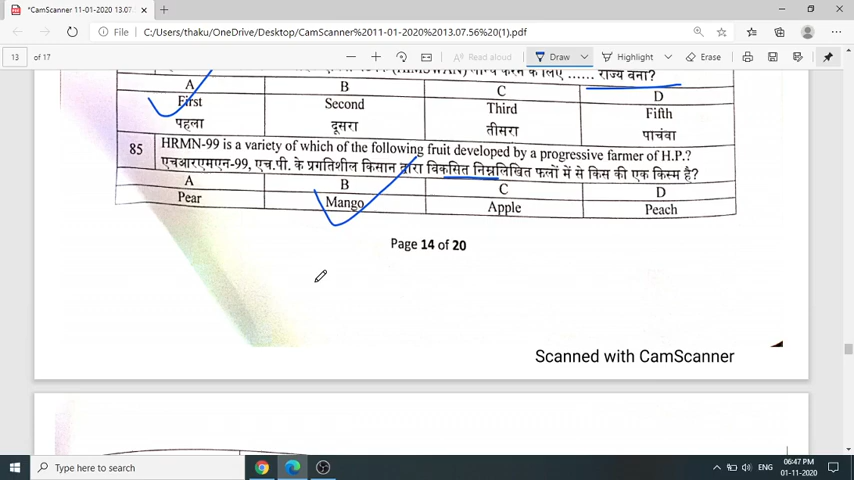 *CamScanner 11-01-2020 13.07.
File C:/Users/thaku/OneDrive/Desktop/CamScanner%2011-01-2020%2013.07.56%20(1).pdf
13 of 17 Read aloud Draw Highlight Erase
करने के लिए ...... राज्य बना?
A B C D
First Second Third Fifth
पहला दूसरा तीसरा पाचंवा
85 HRMN-99 is a variety of which of the following fruit developed by a progressive farmer of H.P.?
एचआरएमएन-99, एच.पी. के प्रगतिशील किसान द्वारा विकसित निम्नलिखित फलों में से किस की एक किस्म है?
A B C D
Pear Mango Apple Peach
Page 14 of 20
Scanned with CamScanner
Type here to search
ENG
06:47 PM
01-11-2020